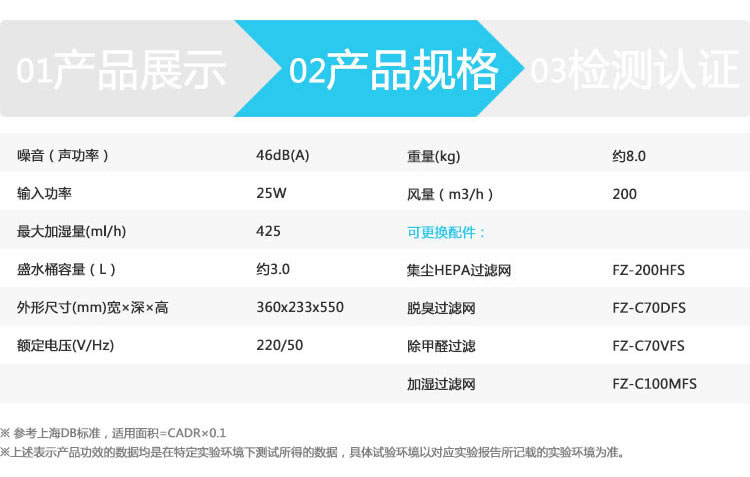 01产品展示 02产品规格 03检测认证
噪音（声功率） 46dB(A) 重量(kg) 约8.0
输入功率 25W 风量（m3/h） 200
最大加湿量(ml/h) 425 可更换配件：
盛水桶容量（L） 约3.0 集尘HEPA过滤网 FZ-200HFS
外形尺寸(mm)宽×深×高 360x233x550 脱臭过滤网 FZ-C70DFS
额定电压(V/Hz) 220/50 除甲醛过滤 FZ-C70VFS
加湿过滤网 FZ-C100MFS
※ 参考上海DB标准，适用面积=CADR×0.1
※上述表示产品功效的数据均是在特定实验环境下测试所得的数据，具体试验环境以对应实验报告所记载的实验环境为准。